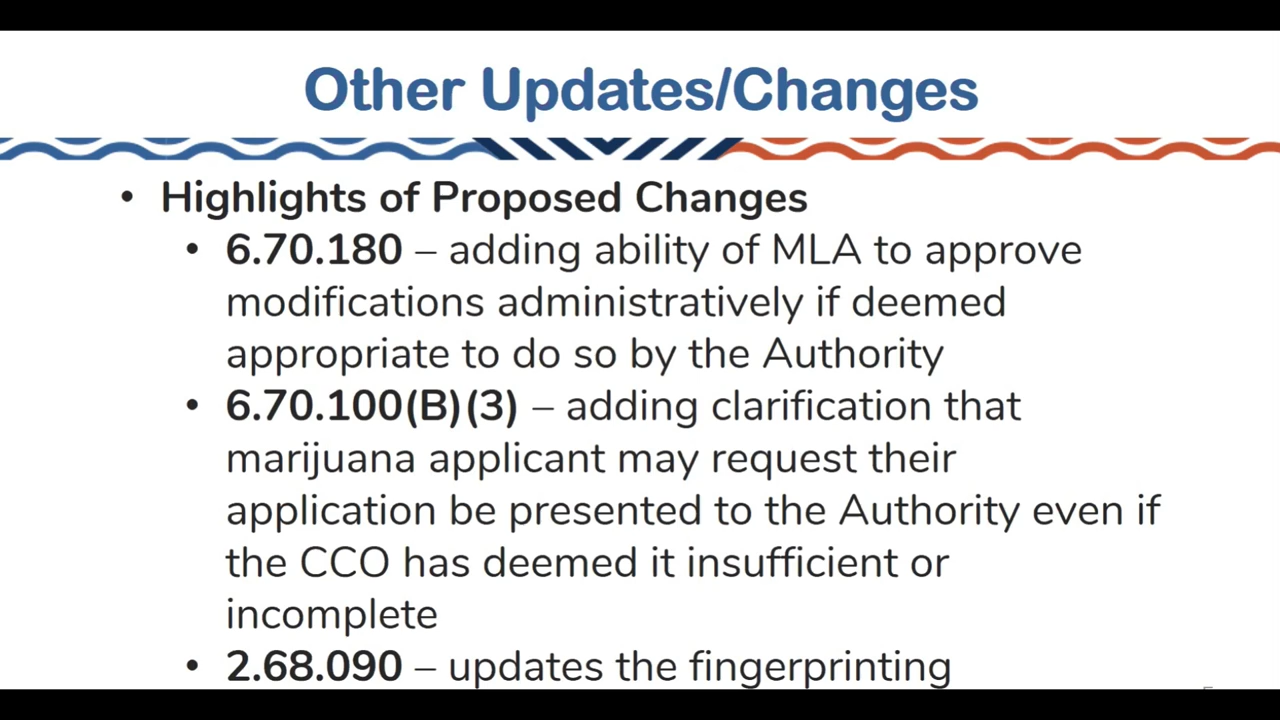 Other Updates/Changes
• Highlights of Proposed Changes
• 6.70.180 – adding ability of MLA to approve
modifications administratively if deemed
appropriate to do so by the Authority
• 6.70.100(B)(3) – adding clarification that
marijuana applicant may request their
application be presented to the Authority even if
the CCO has deemed it insufficient or
incomplete
• 2.68.090 – updates the fingerprinting